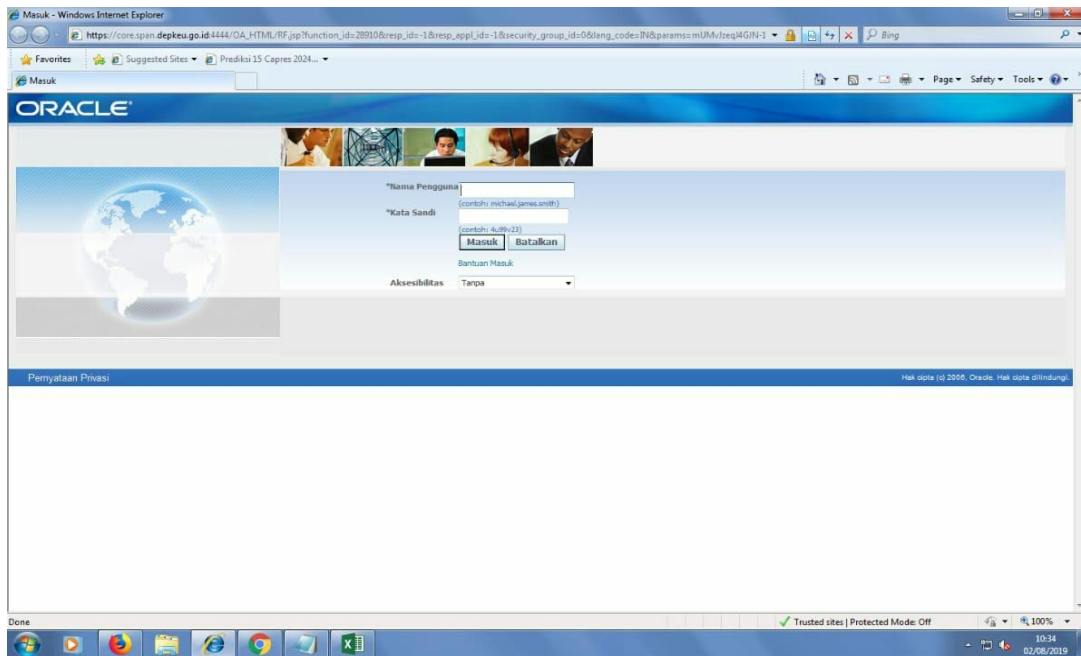 Masuk - Windows Internet Explorer
https://core.span.depkeu.go.id:4444/OA_HTML/RF.jsp?function_id=28910&resp_id=-1&resp_appl_id=-1&security_group_id=0&lang_code=IN&params=mUMvJzeqJ4GJN-1
Bing
Favorites Suggested Sites Prediksi 15 Capres 2024...
Masuk Page Safety Tools
ORACLE
*Nama Pengguna
(contoh: michael.james.smith)
*Kata Sandi
(contoh: 4u99v23)
Masuk Batalkan
Bantuan Masuk
Aksesibilitas Tanpa
Pernyataan Privasi Hak cipta (c) 2006, Oracle. Hak cipta dilindungi.
Done Trusted sites | Protected Mode: Off 100%
10:34
02/08/2019